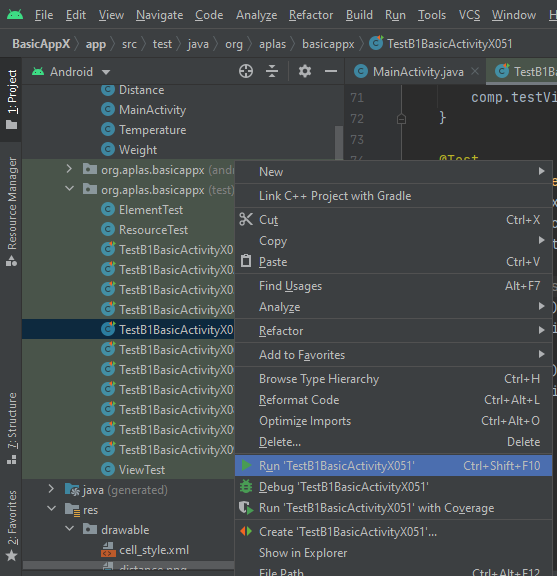 File Edit View Navigate Code Analyze Refactor Build Run Tools VCS Window
BasicAppX app src test java org aplas basicappx TestB1BasicActivityX051
1: Project
Resource Manager
7: Structure
2: Favorites
Android
Distance
MainActivity
Temperature
Weight
org.aplas.basicappx
org.aplas.basicappx (test)
ElementTest
ResourceTest
TestB1BasicActivityX0
TestB1BasicActivityX0
TestB1BasicActivityX0
TestB1BasicActivityX0
TestB1BasicActivityX0
TestB1BasicActivityX0
TestB1BasicActivityX0
TestB1BasicActivityX0
TestB1BasicActivityX0
TestB1BasicActivityX0
ViewTest
java (generated)
res
drawable
cell_style.xml
distance.png
MainActivity.java
TestB1B
71 comp.testVi
72 }
73
@Test
New
Link C++ Project with Gradle
Cut Ctrl+X
Copy
Paste Ctrl+V
Find Usages Alt+F7
Analyze
Refactor
Add to Favorites
Browse Type Hierarchy Ctrl+H
Reformat Code Ctrl+Alt+L
Optimize Imports Ctrl+Alt+O
Delete... Delete
Run 'TestB1BasicActivityX051' Ctrl+Shift+F10
Debug 'TestB1BasicActivityX051'
Run 'TestB1BasicActivityX051' with Coverage
Create 'TestB1BasicActivityX051'...
Show in Explorer
File Path Ctrl+Alt+F12